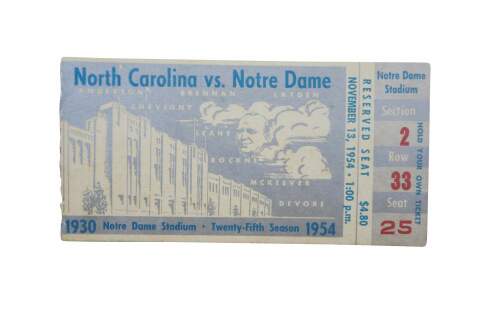 North Carolina vs. Notre Dame
ANDERSON BRENNAN LAYDEN
CHEVIGNY
LEAHY
ROCKNE
MCKEEVER
DEVORE
1930 Notre Dame Stadium - Twenty-Fifth Season 1954
NOVEMBER 13, 1954 - 1:00 p.m.
RESERVED SEAT $4.80
Notre Dame
Stadium
Section
2
Row
33
Seat
25
HOLD YOUR OWN TICKET